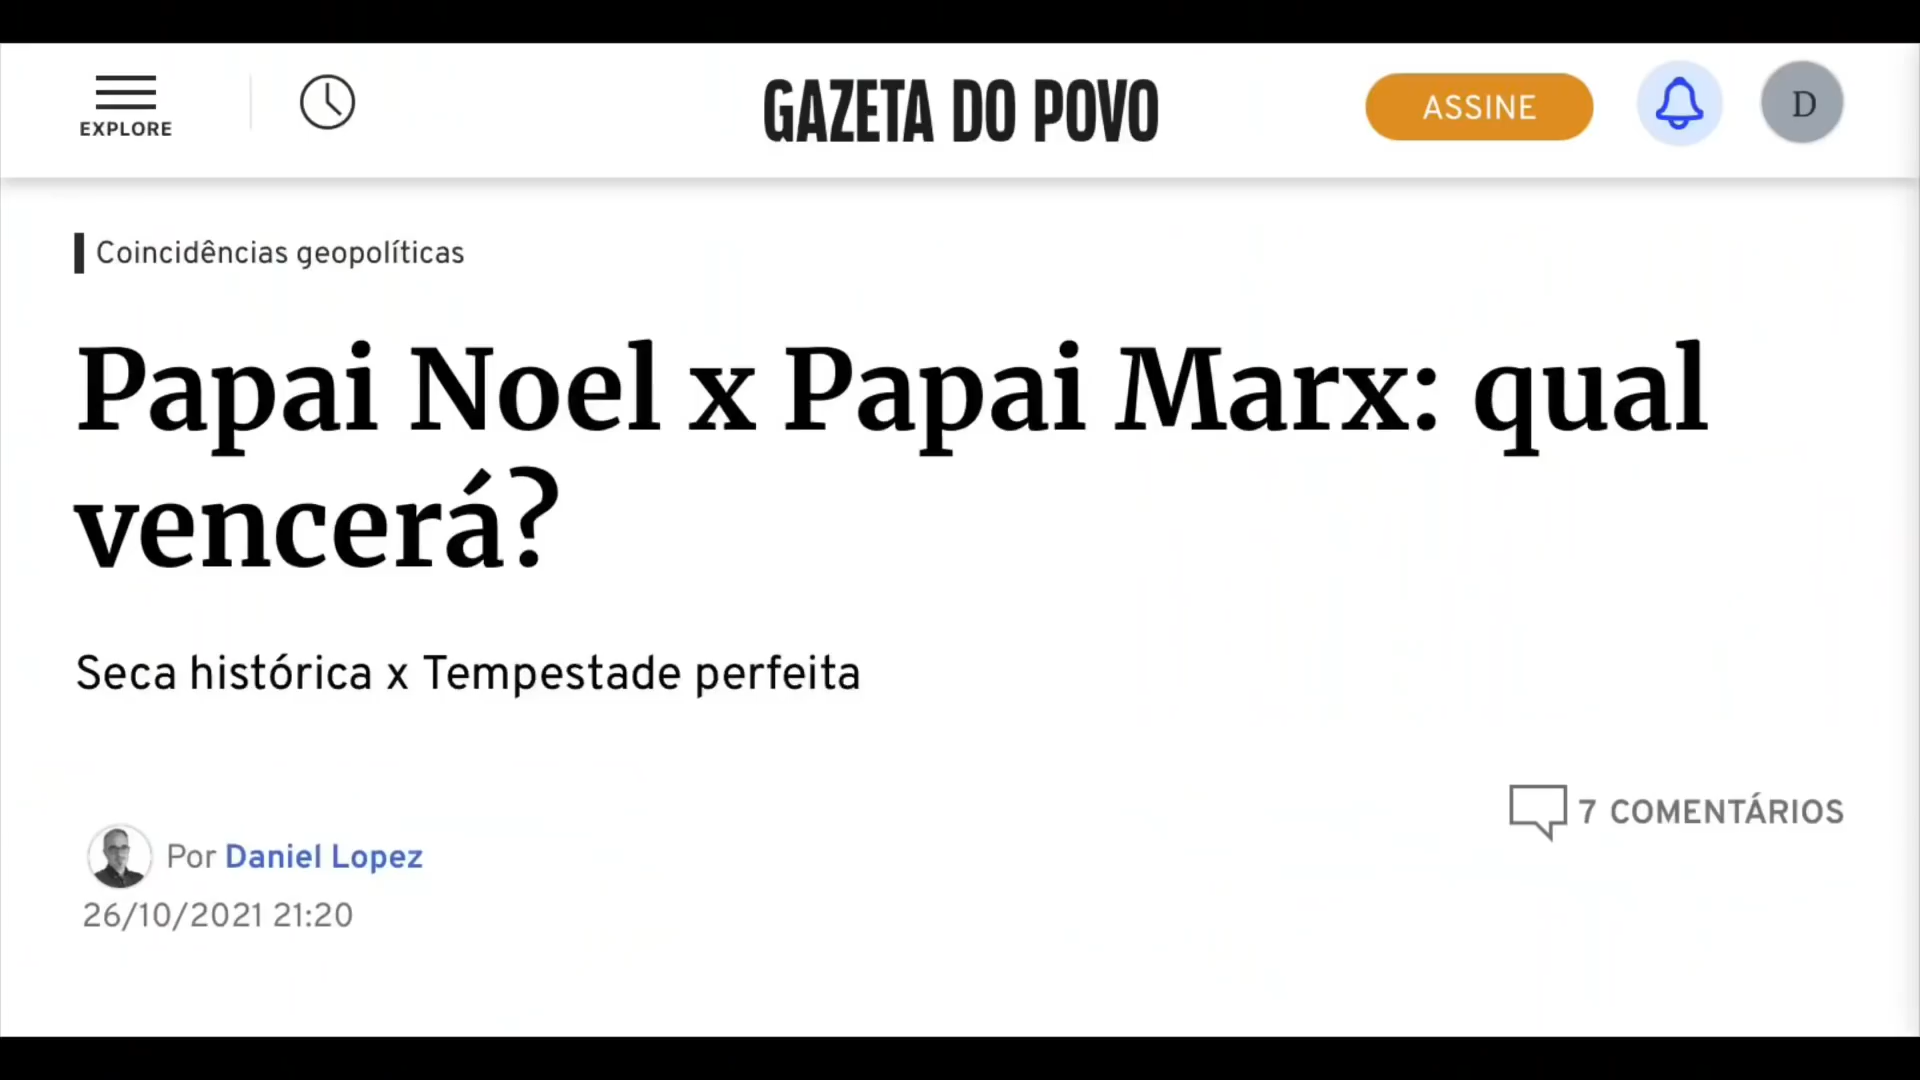 EXPLORE
GAZETA DO POVO
ASSINE
D
Coincidências geopolíticas
Papai Noel x Papai Marx: qual
vencerá?
Seca histórica x Tempestade perfeita
7 COMENTÁRIOS
Por Daniel Lopez
26/10/2021 21:20